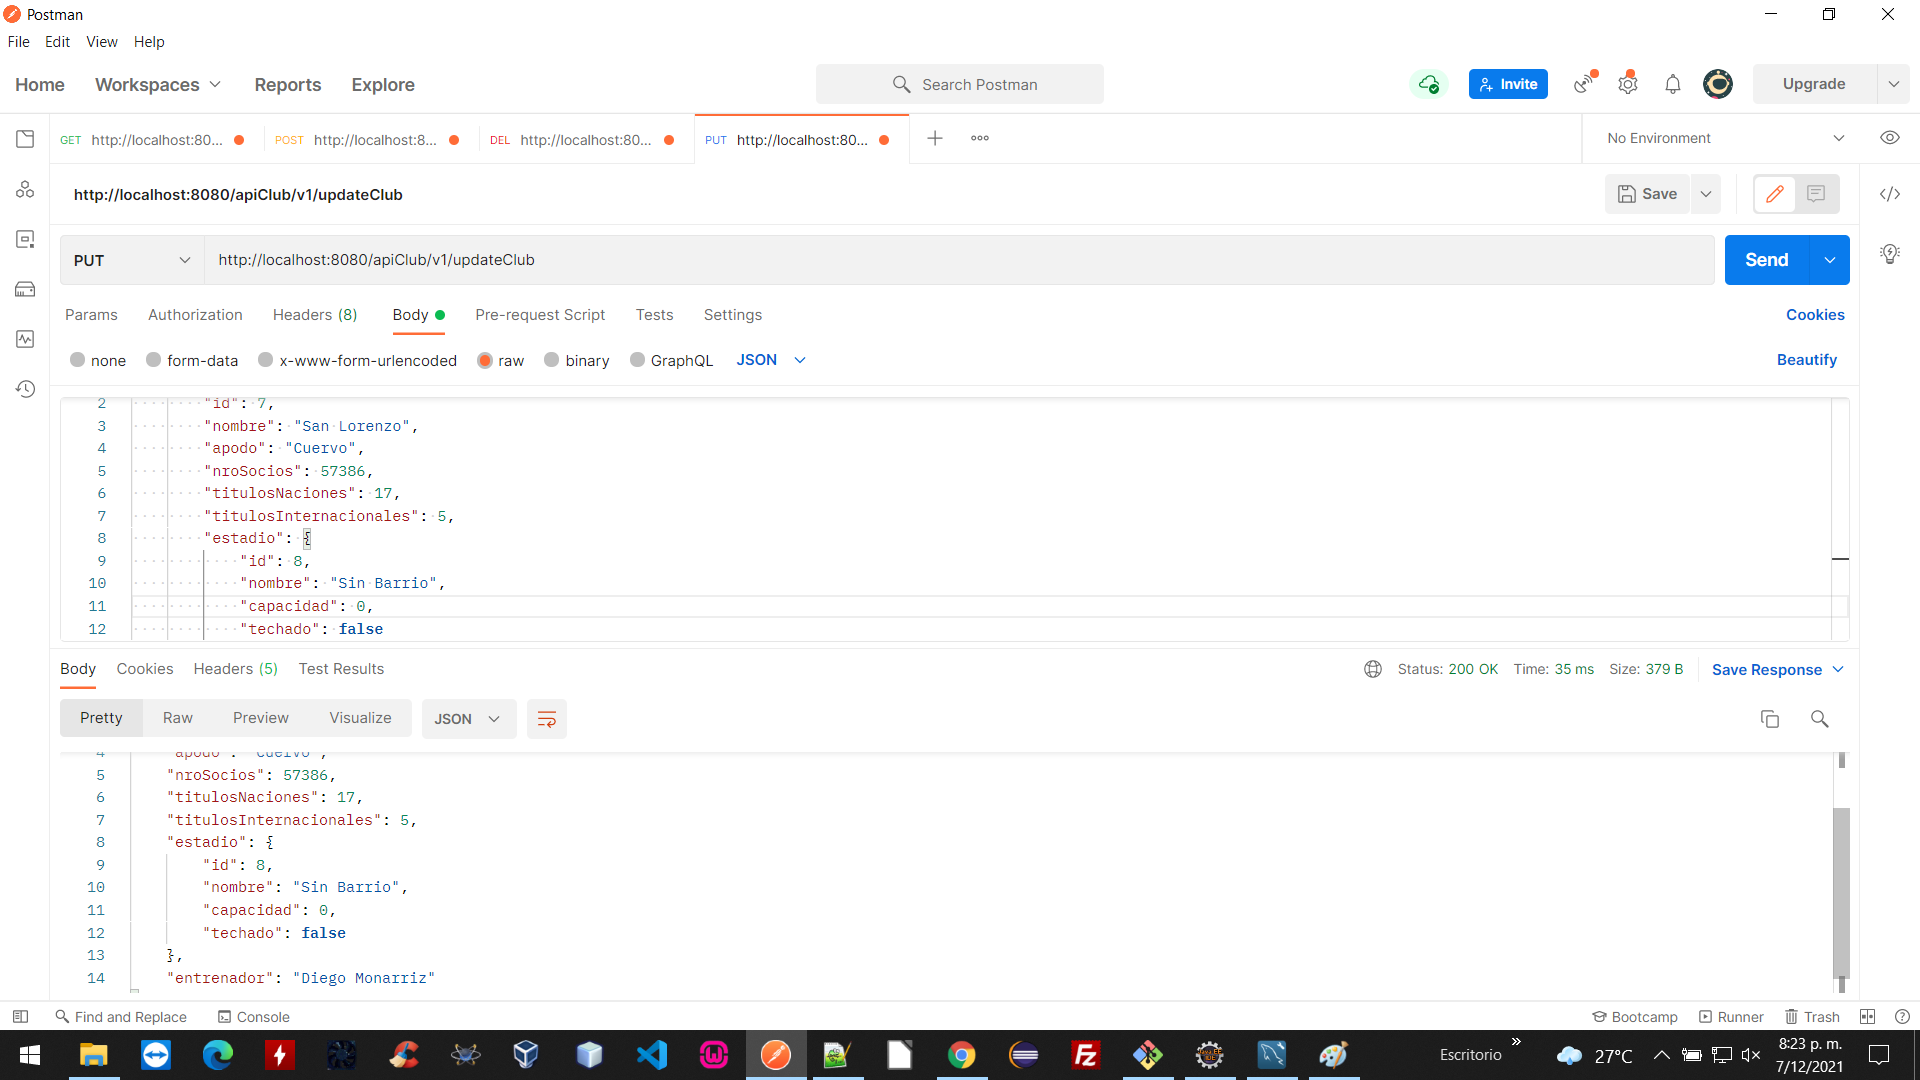 Postman
File Edit View Help
Home Workspaces Reports Explore Search Postman Invite Upgrade
GET http://localhost:80... POST http://localhost:8... DEL http://localhost:80... PUT http://localhost:80... No Environment
http://localhost:8080/apiClub/v1/updateClub Save
PUT http://localhost:8080/apiClub/v1/updateClub Send
Params Authorization Headers (8) Body Pre-request Script Tests Settings Cookies
none form-data x-www-form-urlencoded raw binary GraphQL JSON Beautify
2 "id": 7,
3 "nombre": "San Lorenzo",
4 "apodo": "Cuervo",
5 "nroSocios": 57386,
6 "titulosNaciones": 17,
7 "titulosInternacionales": 5,
8 "estadio": {
9 "id": 8,
10 "nombre": "Sin Barrio",
11 "capacidad": 0,
12 "techado": false
Body Cookies Headers (5) Test Results Status: 200 OK Time: 35 ms Size: 379 B Save Response
Pretty Raw Preview Visualize JSON
4 "apodo": "Cuervo",
5 "nroSocios": 57386,
6 "titulosNaciones": 17,
7 "titulosInternacionales": 5,
8 "estadio": {
9 "id": 8,
10 "nombre": "Sin Barrio",
11 "capacidad": 0,
12 "techado": false
13 },
14 "entrenador": "Diego Monarriz"
Find and Replace Console Bootcamp Runner Trash
Escritorio 27°C 8:23 p. m.
7/12/2021